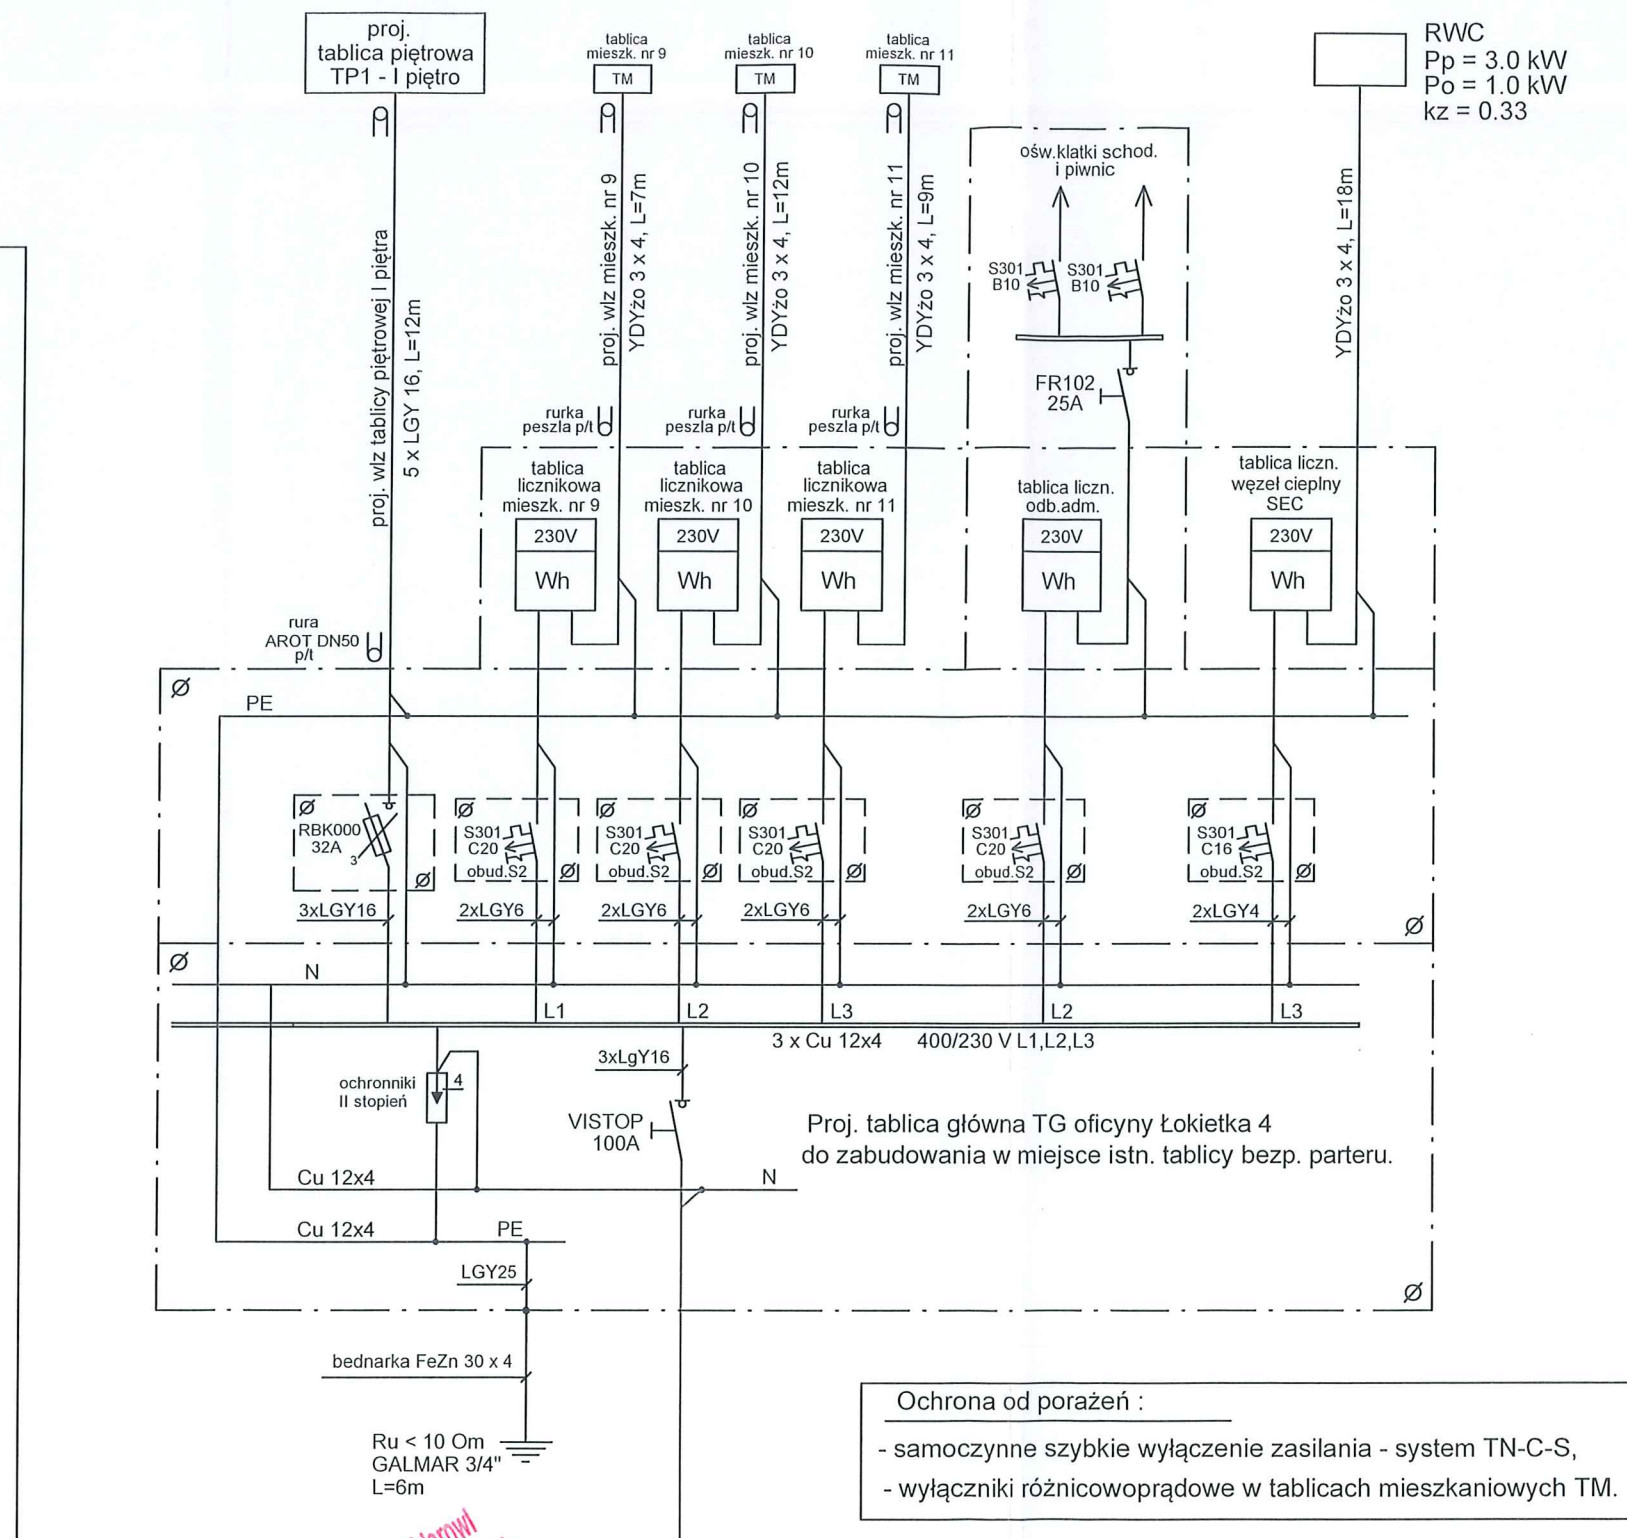 proj.
tablica piętrowa
TP1 - I piętro
tablica
mieszk. nr 9
TM
tablica
mieszk. nr 10
TM
tablica
mieszk. nr 11
TM
RWC
Pp = 3.0 kW
Po = 1.0 kW
kz = 0.33
ośw.klatki schod.
i piwnic
proj. wlz tablicy piętrowej I piętra
5 x LGY 16, L=12m
proj. wlz mieszk. nr 9
YDYżo 3 x 4, L=7m
proj. wlz mieszk. nr 10
YDYżo 3 x 4, L=12m
proj. wlz mieszk. nr 11
YDYżo 3 x 4, L=9m
YDYżo 3 x 4, L=18m
S301
B10
S301
B10
FR102
25A
rurka
peszla p/t
rurka
peszla p/t
rurka
peszla p/t
tablica
licznikowa
mieszk. nr 9
230V
Wh
tablica
licznikowa
mieszk. nr 10
230V
Wh
tablica
licznikowa
mieszk. nr 11
230V
Wh
tablica liczn.
odb.adm.
230V
Wh
tablica liczn.
węzeł cieplny
SEC
230V
Wh
rura
AROT DN50
p/t
Ø
PE
Ø
RBK000
32A
3
Ø
3xLGY16
Ø
S301
C20
obud.S2
Ø
2xLGY6
Ø
S301
C20
obud.S2
Ø
2xLGY6
Ø
S301
C20
obud.S2
Ø
2xLGY6
Ø
S301
C20
obud.S2
Ø
2xLGY6
Ø
S301
C16
obud.S2
Ø
2xLGY4
Ø
Ø
N
L1
L2
L3
L2
L3
3 x Cu 12x4
400/230 V L1,L2,L3
3xLgY16
ochronniki
II stopień
4
VISTOP
100A
Proj. tablica główna TG oficyny Łokietka 4
do zabudowania w miejsce istn. tablicy bezp. parteru.
Cu 12x4
N
Cu 12x4
PE
LGY25
Ø
bednarka FeZn 30 x 4
Ru < 10 Om
GALMAR 3/4"
L=6m
Ochrona od porażeń :
- samoczynne szybkie wyłączenie zasilania - system TN-C-S,
- wyłączniki różnicowoprądowe w tablicach mieszkaniowych TM.